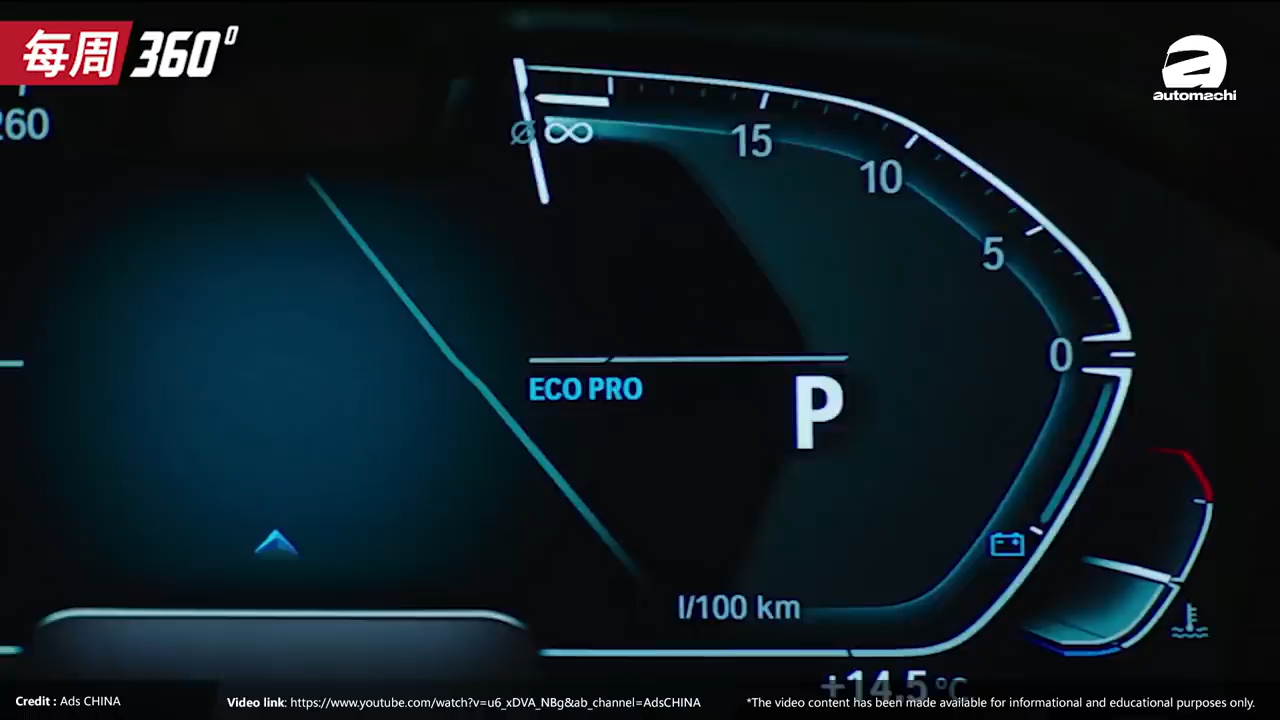 每周 360°
automachi
260
Ø ∞
15
10
5
0
ECO PRO
P
l/100 km
+14.5 °C
Credit : Ads CHINA
Video link: https://www.youtube.com/watch?v=u6_xDVA_NBg&ab_channel=AdsCHINA
*The video content has been made available for informational and educational purposes only.